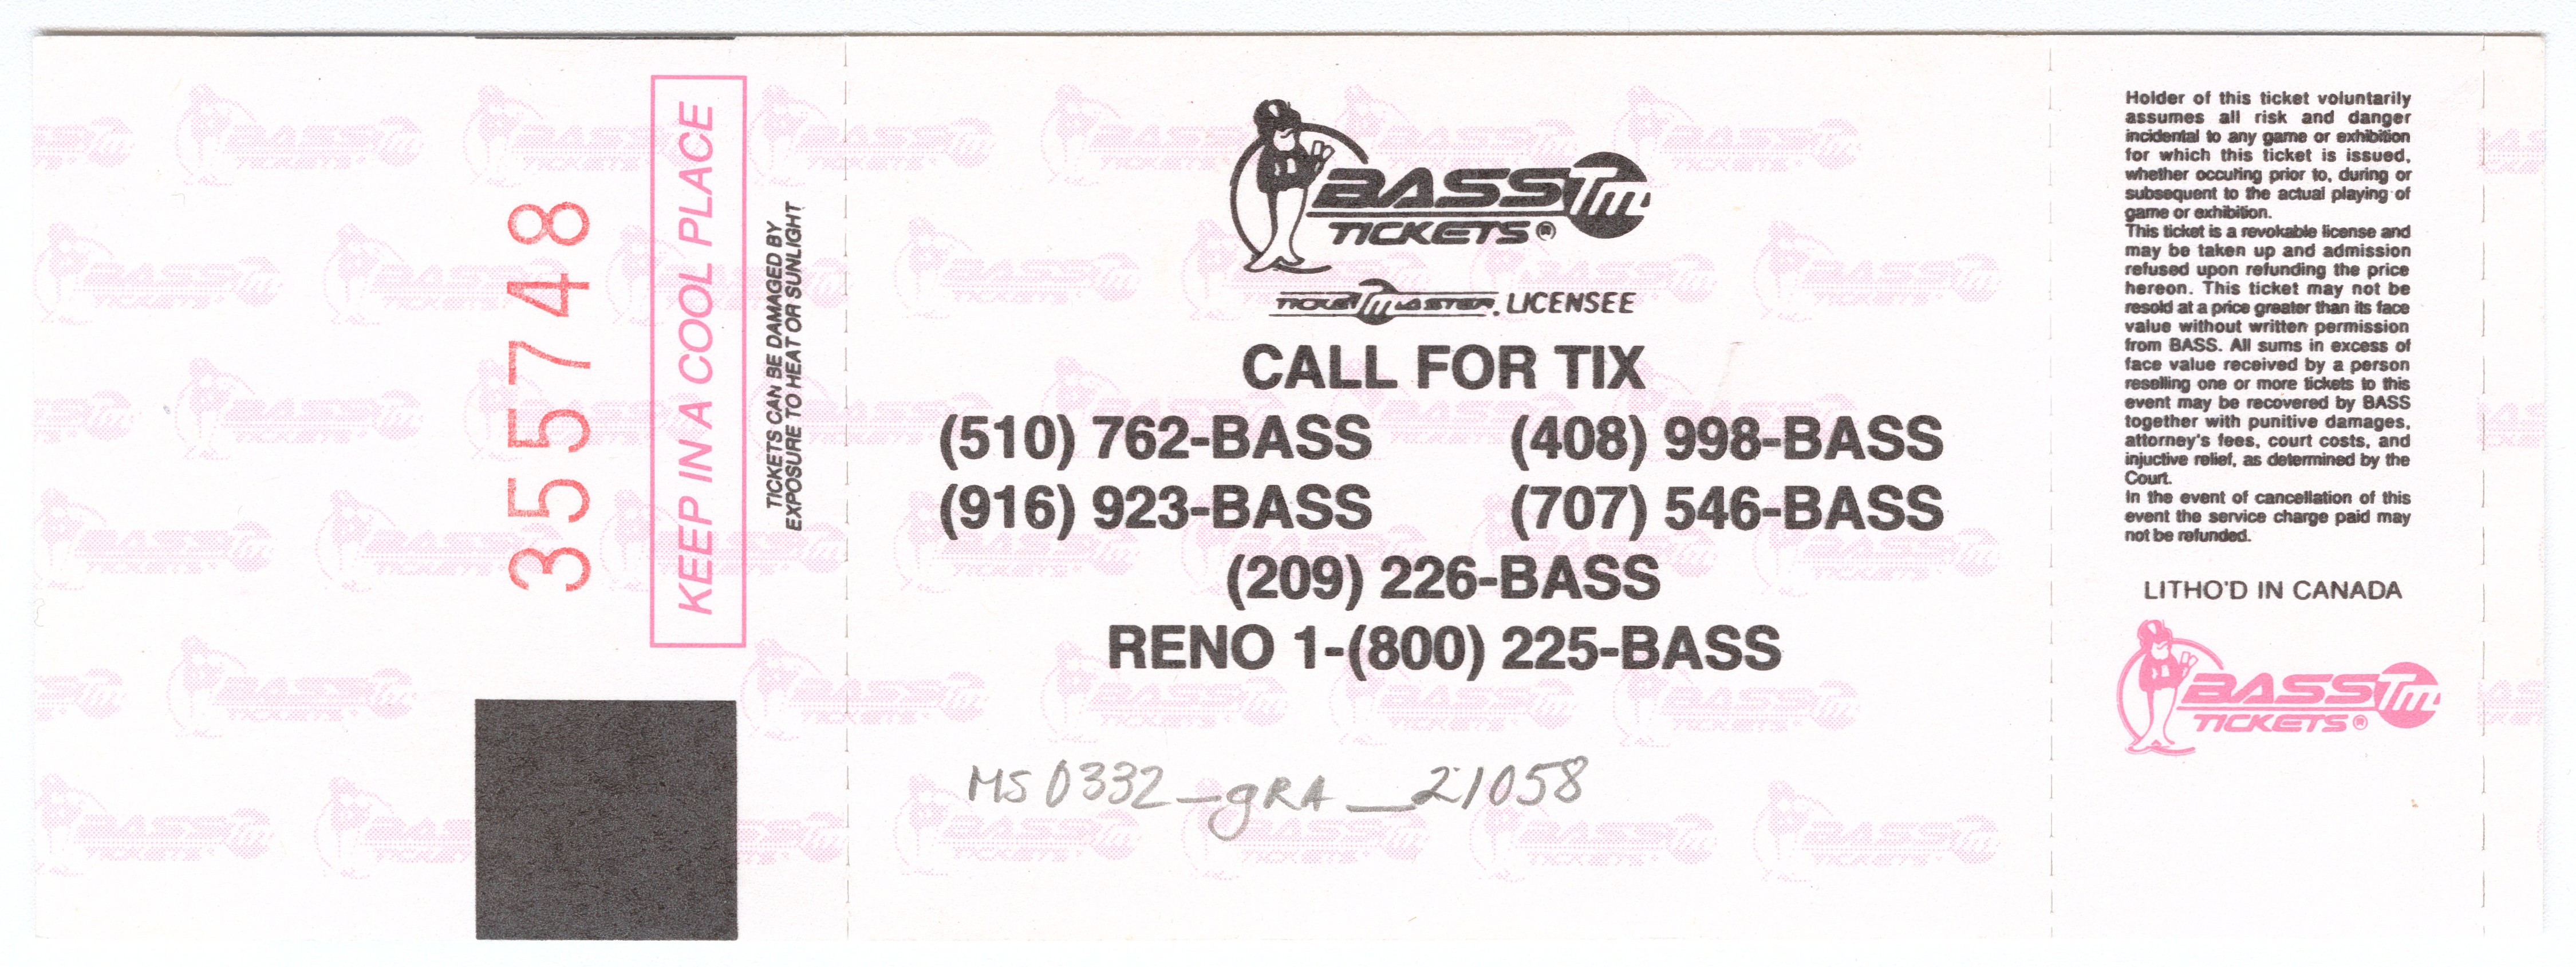 355748
KEEP IN A COOL PLACE
TICKETS CAN BE DAMAGED BY
EXPOSURE TO HEAT OR SUNLIGHT
BASS Tm
TICKETS®
TICKETMASTER. LICENSEE
CALL FOR TIX
(510) 762-BASS (408) 998-BASS
(916) 923-BASS (707) 546-BASS
(209) 226-BASS
RENO 1-(800) 225-BASS
MS0332_gRA_21058
Holder of this ticket voluntarily
assumes all risk and danger
incidental to any game or exhibition
for which this ticket is issued,
whether occuting prior to, during or
subsequent to the actual playing of
game or exhibition.
This ticket is a revokable license and
may be taken up and admission
refused upon refunding the price
hereon. This ticket may not be
resold at a price greater than its face
value without written permission
from BASS. All sums in excess of
face value received by a person
reselling one or more tickets to this
event may be recovered by BASS
together with punitive damages,
attorney's fees, court costs, and
injuctive relief, as determined by the
Court.
In the event of cancellation of this
event the service charge paid may
not be refunded.
LITHO'D IN CANADA
BASS Tm
TICKETS®